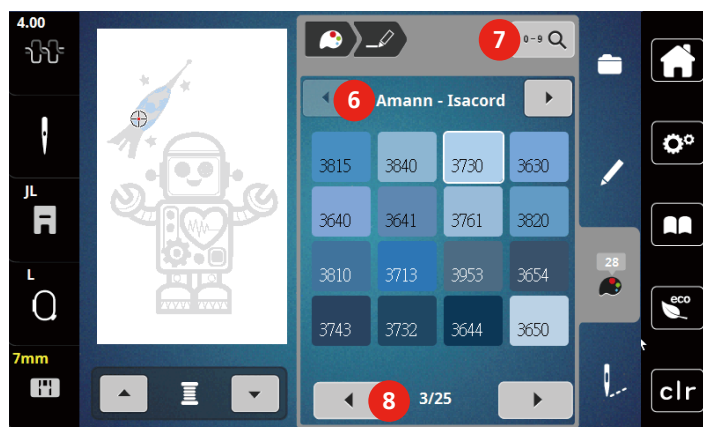 4.00
JL
L
7mm
7 0-9
6 Amann - Isacord
3815 3840 3730 3630
3640 3641 3761 3820
3810 3713 3953 3654
3743 3732 3644 3650
8 3/25
28
eco
clr